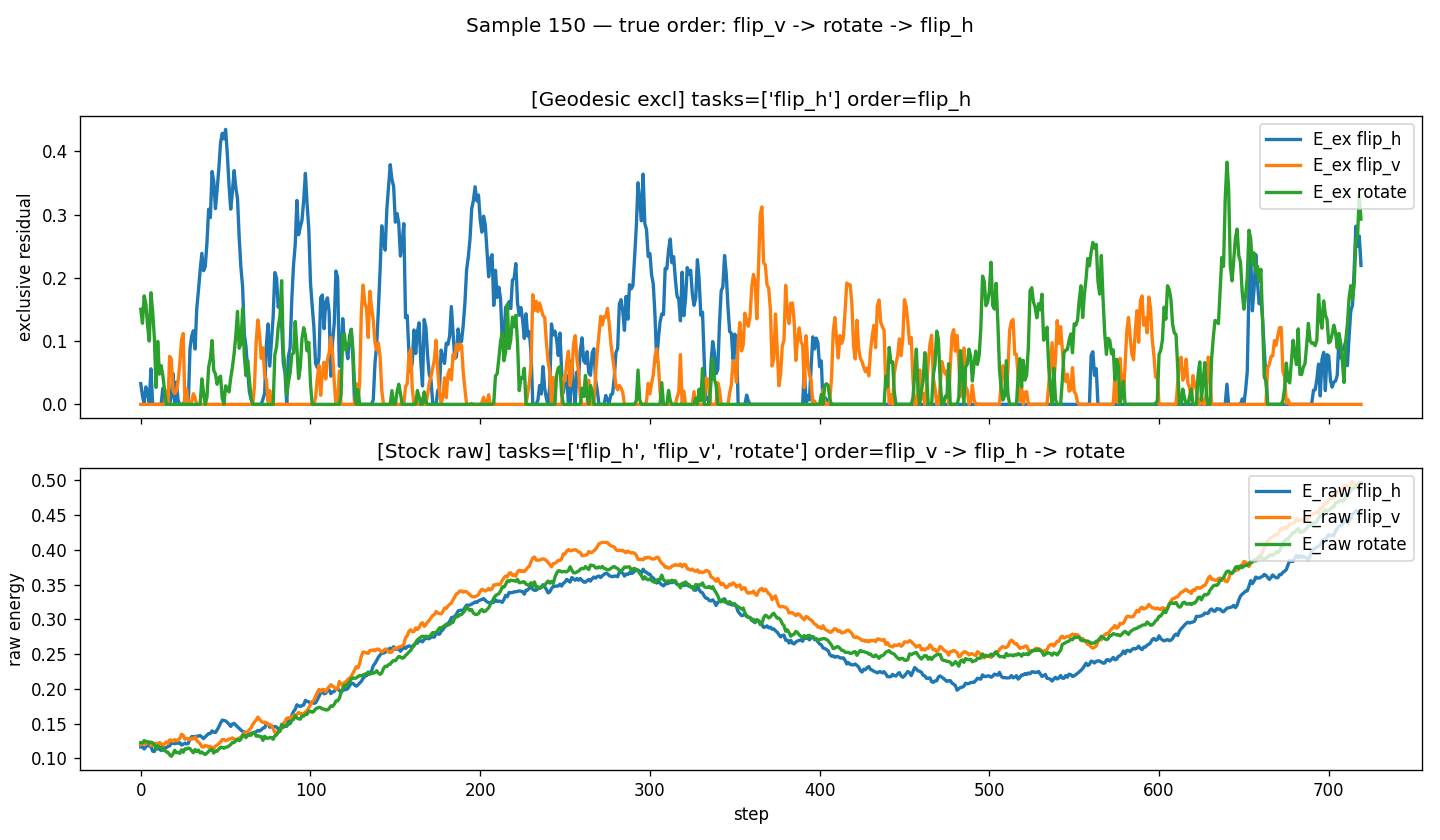 Sample 150 — true order: flip_v -> rotate -> flip_h
[Geodesic excl] tasks=['flip_h'] order=flip_h
exclusive residual
0.4
0.3
0.2
0.1
0.0
E_ex flip_h
E_ex flip_v
E_ex rotate
[Stock raw] tasks=['flip_h', 'flip_v', 'rotate'] order=flip_v -> flip_h -> rotate
raw energy
0.50
0.45
0.40
0.35
0.30
0.25
0.20
0.15
0.10
E_raw flip_h
E_raw flip_v
E_raw rotate
0 100 200 300 400 500 600 700
step